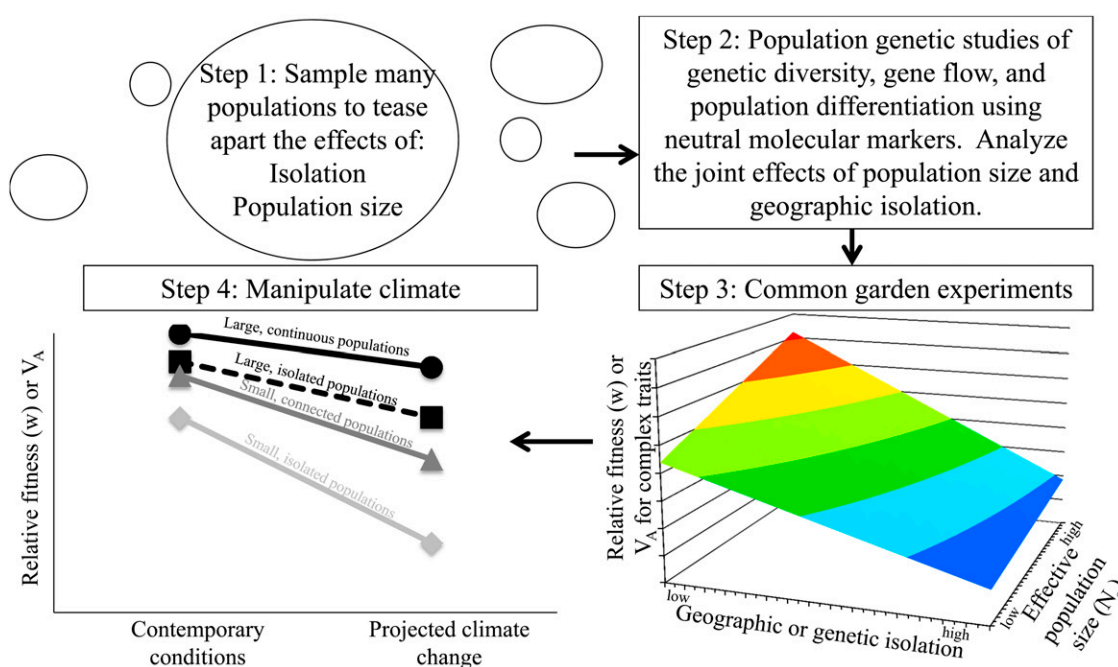 Step 1: Sample many
populations to tease
apart the effects of:
Isolation
Population size
Step 2: Population genetic studies of
genetic diversity, gene flow, and
population differentiation using
neutral molecular markers.  Analyze
the joint effects of population size and
geographic isolation.
Step 3: Common garden experiments
Relative fitness (w) or
V_A for complex traits
low
Geographic or genetic isolation
high
low
Effective
population
size (N
high
Step 4: Manipulate climate
Relative fitness (w) or V_A
Large, continuous populations
Large, isolated populations
Small, connected populations
Small, isolated populations
Contemporary
conditions
Projected climate
change